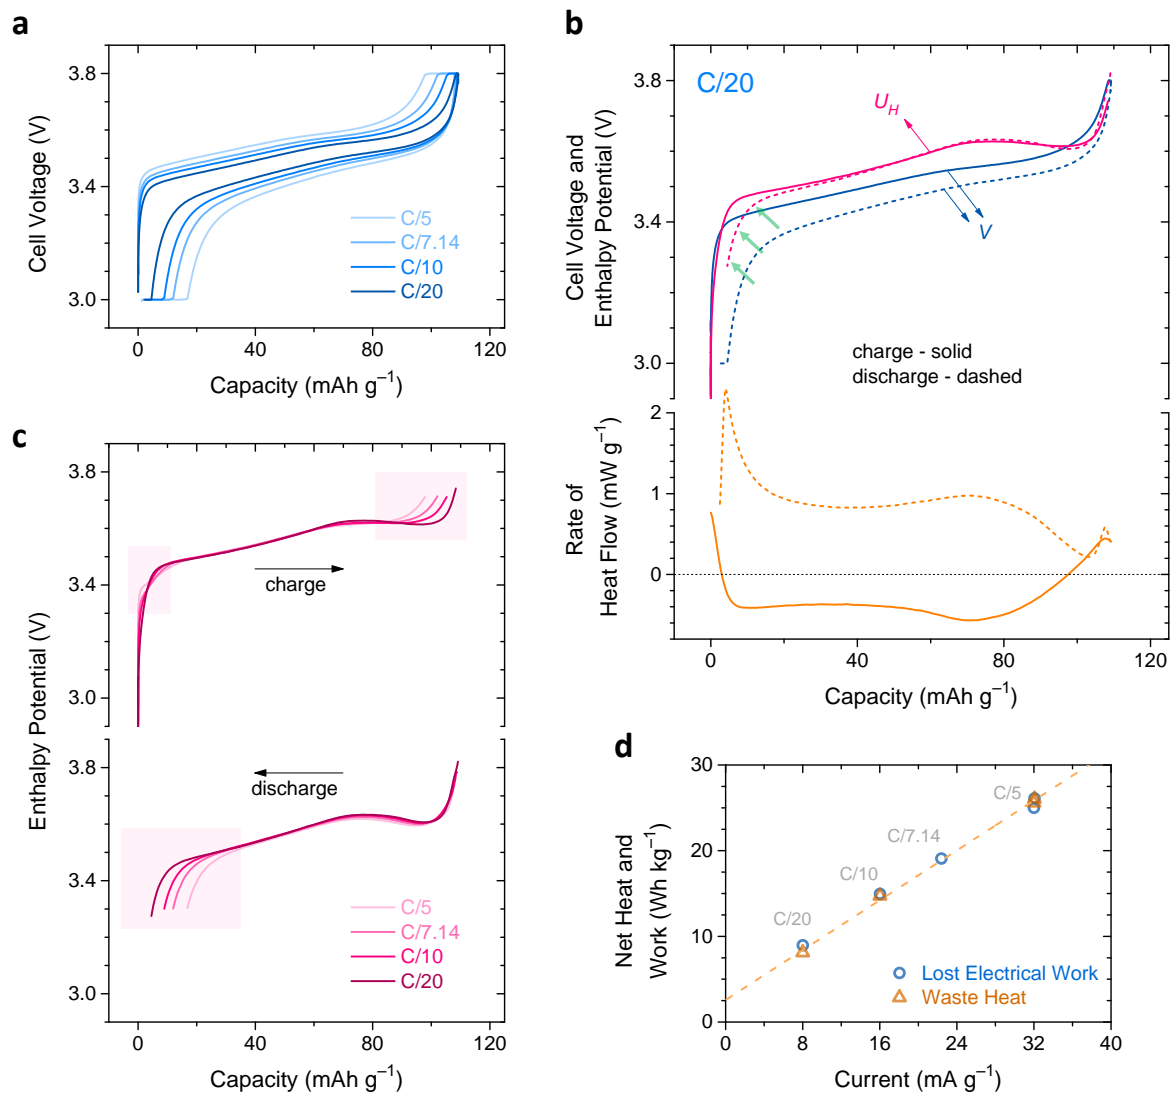 a
3.8
3.4
3.0
Cell Voltage (V)
C/5
C/7.14
C/10
C/20
0
40
80
120
Capacity (mAh g⁻¹)
b
C/20
3.8
3.4
3.0
Cell Voltage and
Enthalpy Potential (V)
U_H
V
charge - solid
discharge - dashed
2
1
0
Rate of
Heat Flow (mW g⁻¹)
0
40
80
120
Capacity (mAh g⁻¹)
c
3.8
3.4
3.0
charge
Enthalpy Potential (V)
3.8
3.4
3.0
discharge
C/5
C/7.14
C/10
C/20
0
40
80
120
Capacity (mAh g⁻¹)
d
30
20
10
0
Net Heat and
Work (Wh kg⁻¹)
C/5
C/7.14
C/10
C/20
Lost Electrical Work
Waste Heat
0
8
16
24
32
40
Current (mA g⁻¹)